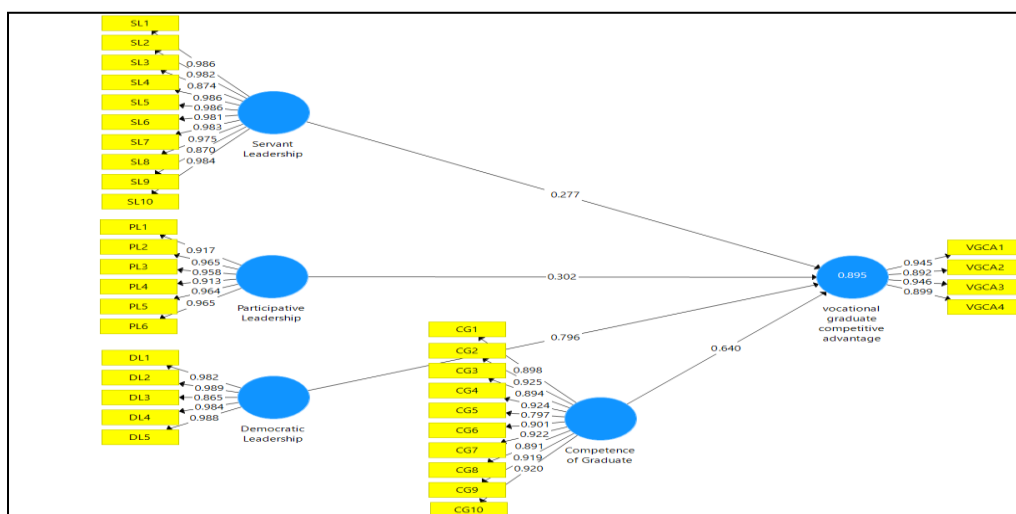 SL1
SL2
SL3
SL4
SL5
SL6
SL7
SL8
SL9
SL10
0.986
0.982
0.874
0.986
0.986
0.981
0.983
0.975
0.870
0.984
Servant
Leadership
0.277
PL1
PL2
PL3
PL4
PL5
PL6
0.917
0.965
0.958
0.913
0.964
0.965
Participative
Leadership
0.302
DL1
DL2
DL3
DL4
DL5
0.982
0.989
0.865
0.984
0.988
Democratic
Leadership
0.796
CG1
CG2
CG3
CG4
CG5
CG6
CG7
CG8
CG9
CG10
0.898
0.925
0.894
0.924
0.797
0.901
0.922
0.891
0.919
0.920
Competence
of Graduate
0.640
0.895
vocational
graduate
competitive
advantage
0.945
0.892
0.946
0.899
VGCA1
VGCA2
VGCA3
VGCA4